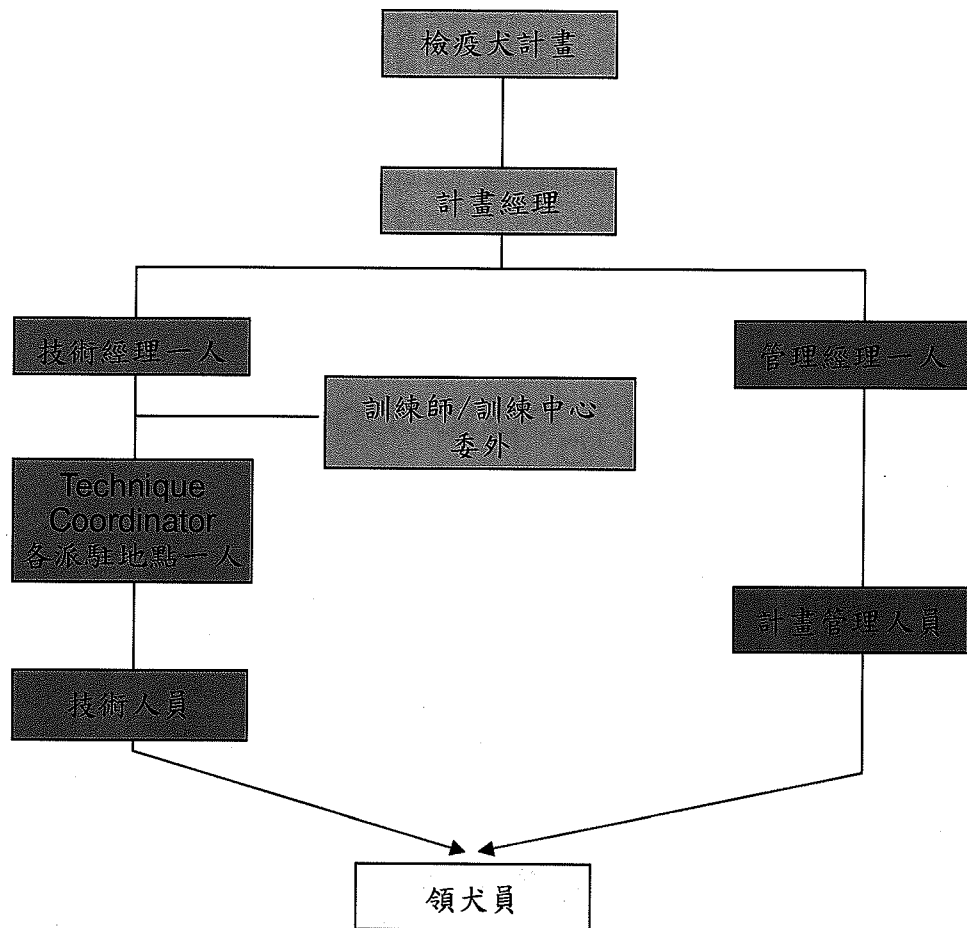 檢疫犬計畫
計畫經理
技術經理一人
管理經理一人
訓練師/訓練中心
委外
Technique
Coordinator
各派駐地點一人
計畫管理人員
技術人員
領犬員